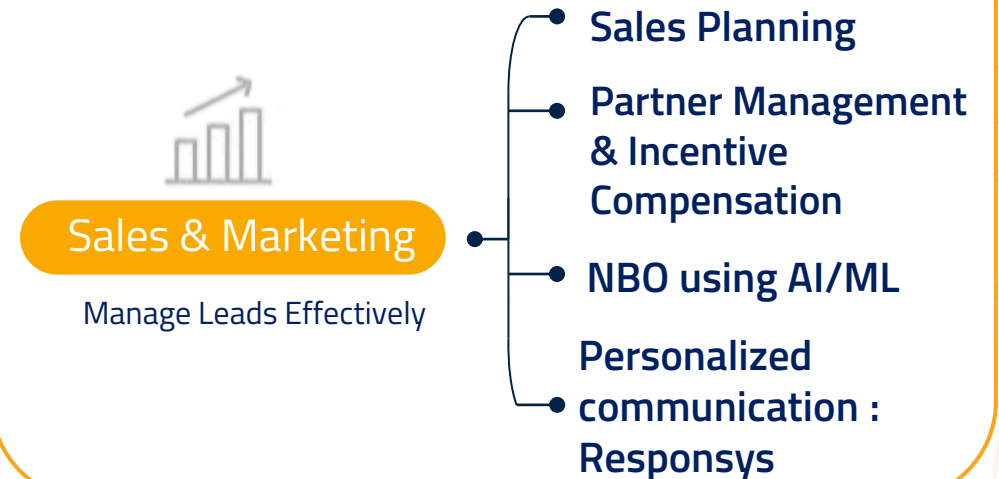 Sales & Marketing
Manage Leads Effectively
Sales Planning
Partner Management
& Incentive
Compensation
NBO using AI/ML
Personalized
communication :
Responsys